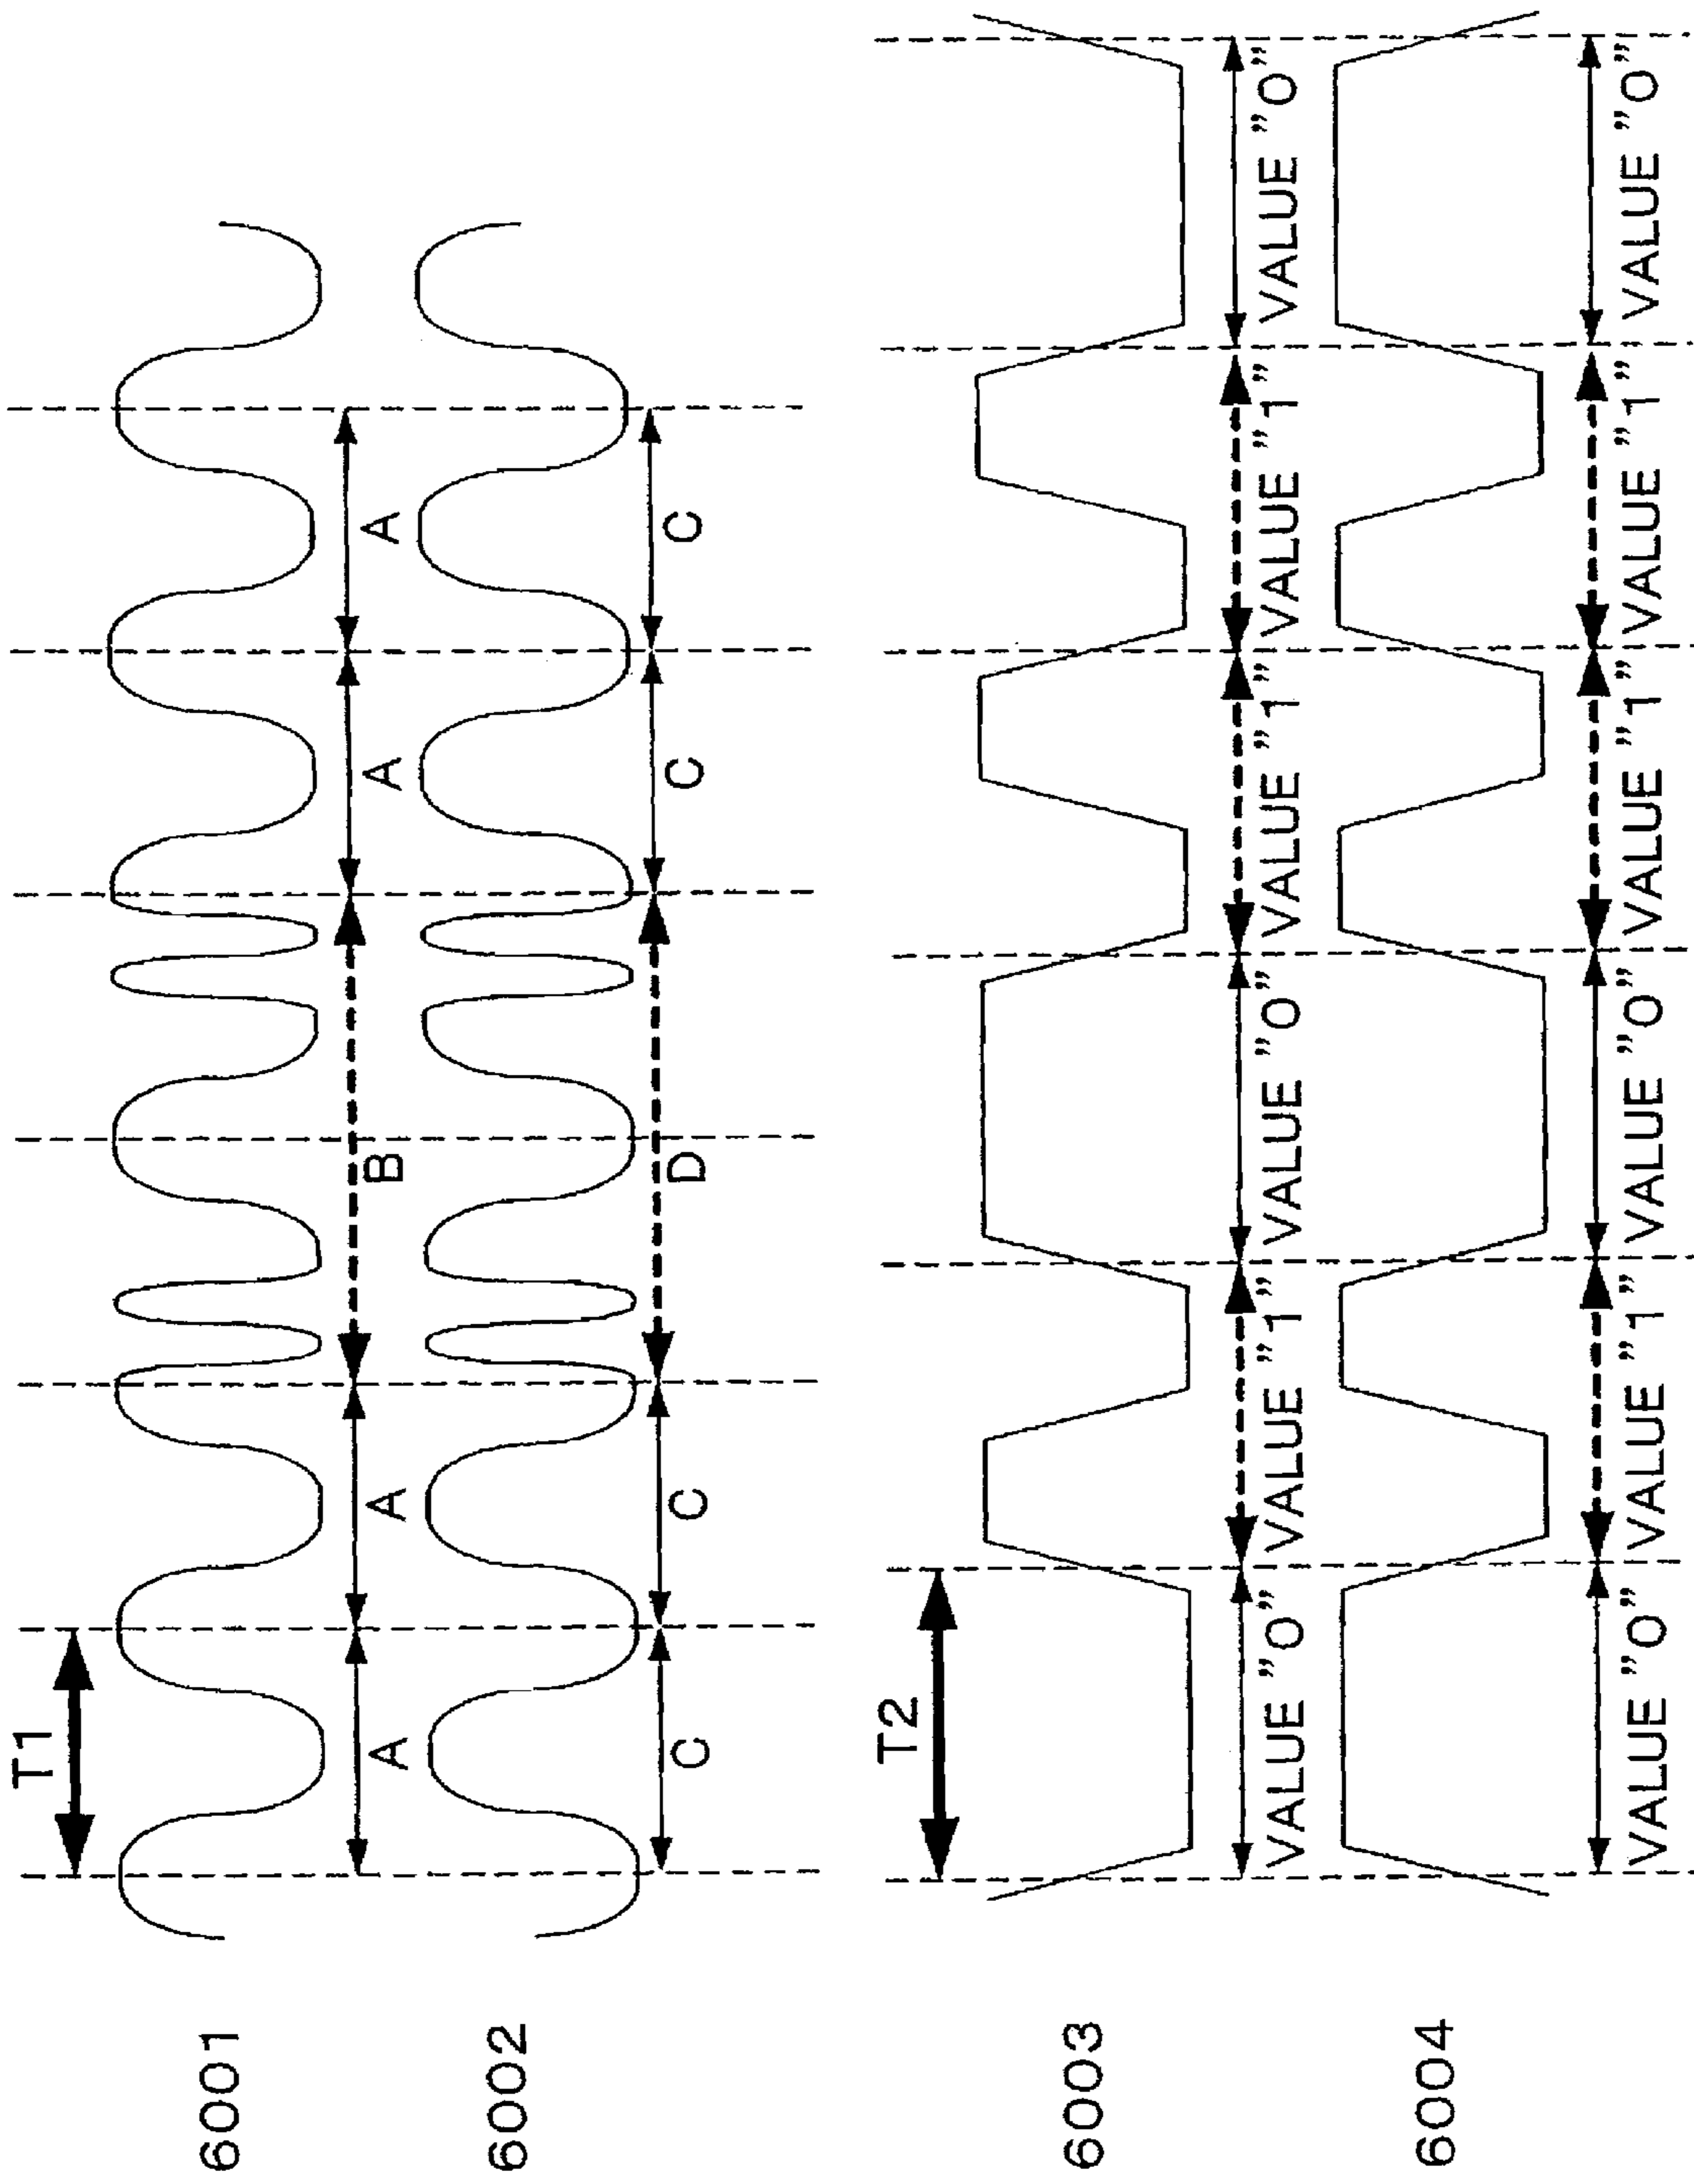 T1
6001
A A B A A
6002
C C D C C
T2
6003
VALUE ”0” VALUE ”1” VALUE ”0” VALUE ”1” VALUE ”1” VALUE ”0”
6004
VALUE ”0” VALUE ”1” VALUE ”0” VALUE ”1” VALUE ”1” VALUE ”0”